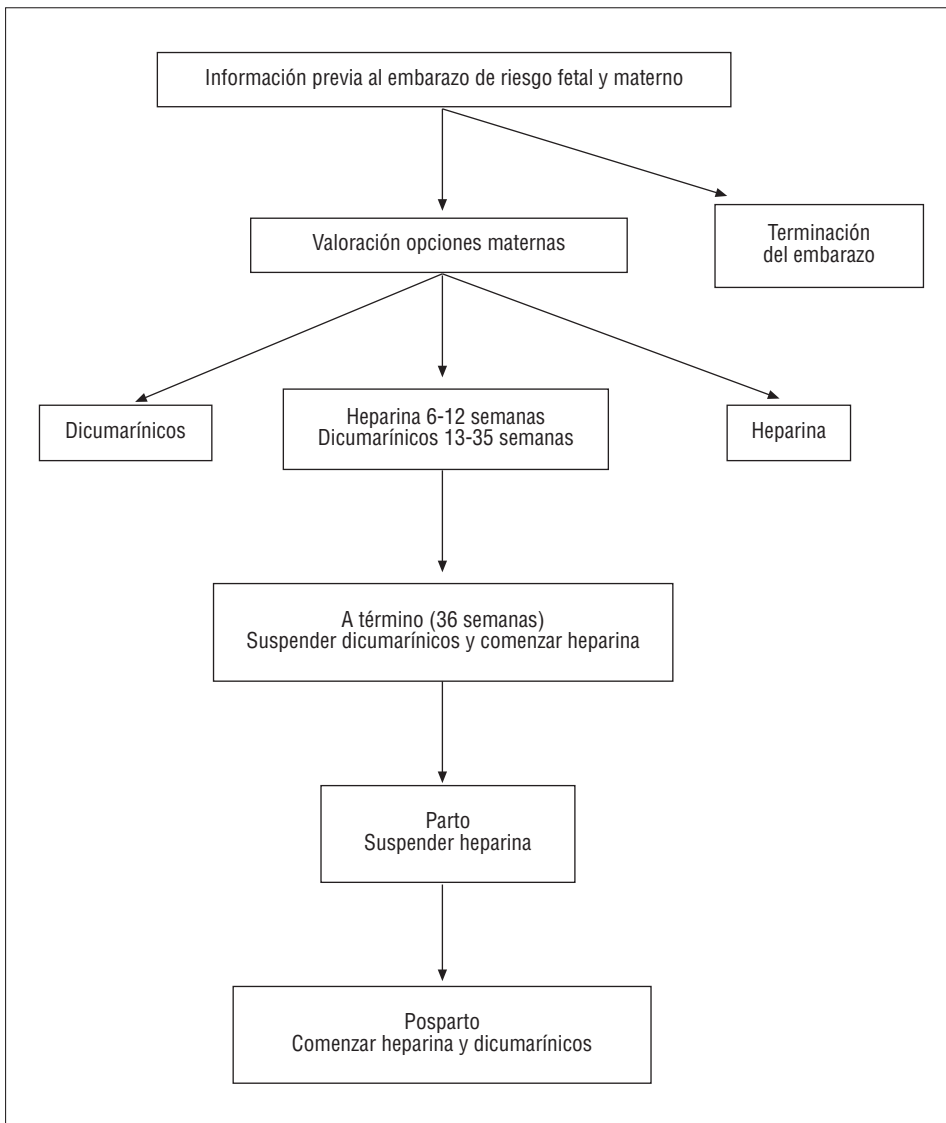 Información previa al embarazo de riesgo fetal y materno
Valoración opciones maternas
Terminación
del embarazo
Dicumarínicos
Heparina 6-12 semanas
Dicumarínicos 13-35 semanas
Heparina
A término (36 semanas)
Suspender dicumarínicos y comenzar heparina
Parto
Suspender heparina
Posparto
Comenzar heparina y dicumarínicos